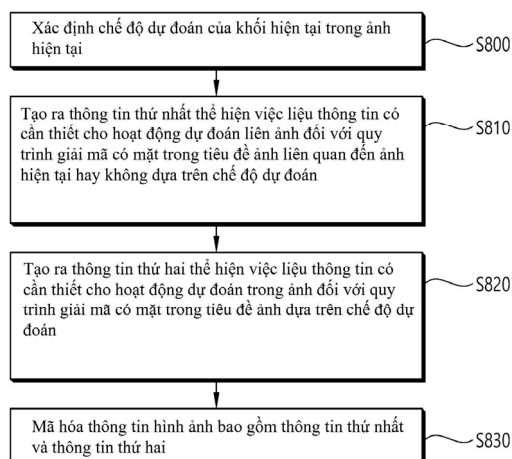 Xác định chế độ dự đoán của khối hiện tại trong ảnh
hiện tại
S800
Tạo ra thông tin thứ nhất thể hiện việc liệu thông tin có
cần thiết cho hoạt động dự đoán liên ảnh đối với quy
trình giải mã có mặt trong tiêu đề ảnh liên quan đến ảnh
hiện tại hay không dựa trên chế độ dự đoán
S810
Tạo ra thông tin thứ hai thể hiện việc liệu thông tin có
cần thiết cho hoạt động dự đoán trong ảnh đối với quy
trình giải mã có mặt trong tiêu đề ảnh dựa trên chế độ dự
đoán
S820
Mã hóa thông tin hình ảnh bao gồm thông tin thứ nhất
và thông tin thứ hai
S830